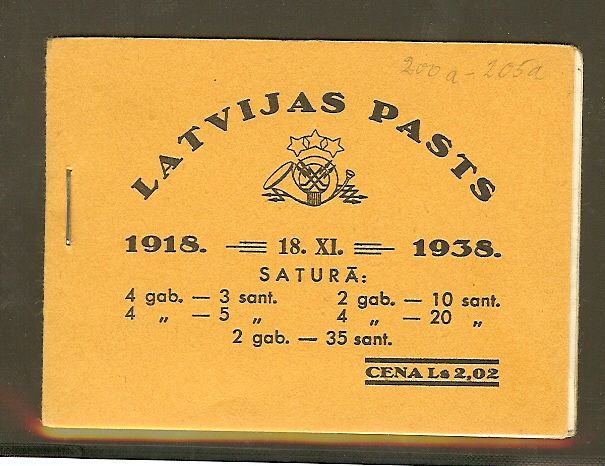 200a - 205a
LATVIJAS PASTS
1918. 18. XI. 1938.
SATURĀ:
4 gab. — 3 sant. 2 gab. — 10 sant.
4 „ — 5 „ 4 „ — 20 „
2 gab. — 35 sant.
CENA Ls 2,02